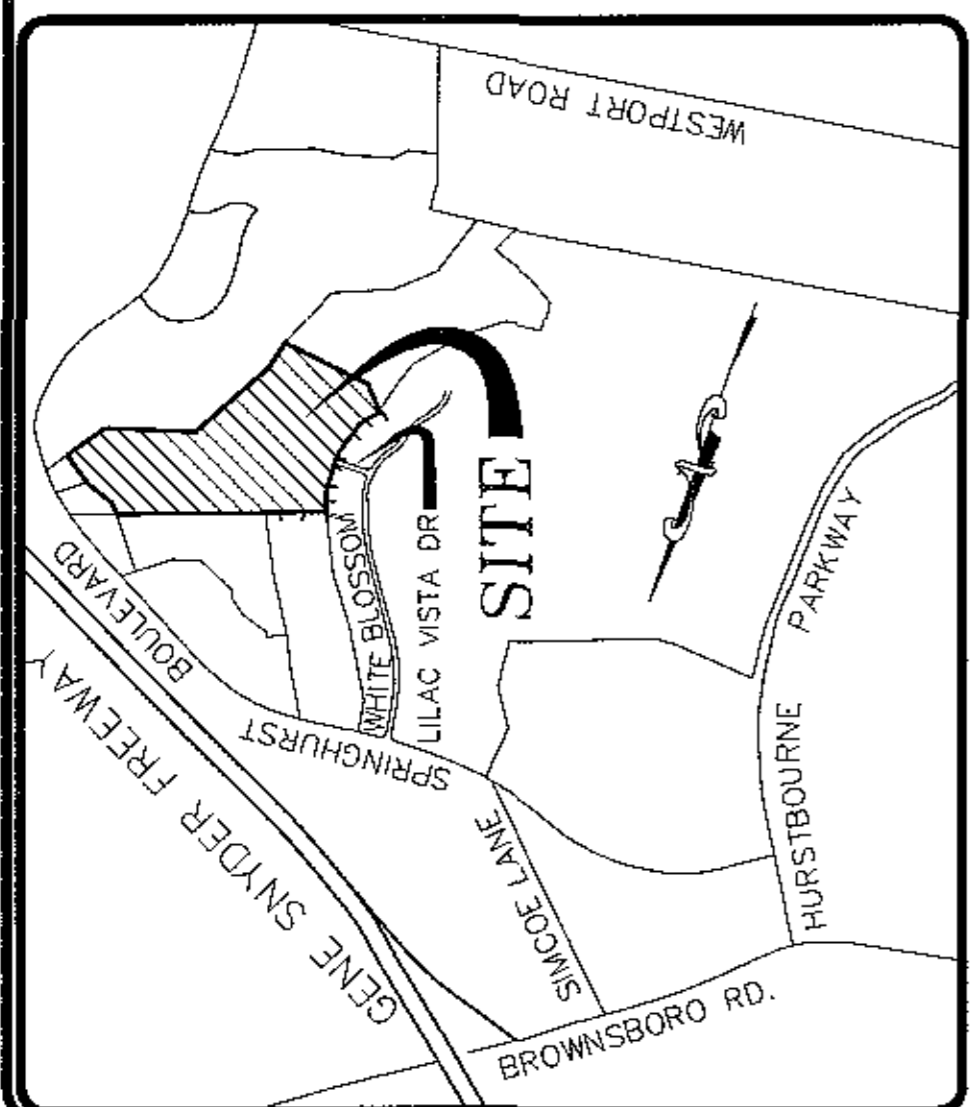 WESTPORT ROAD
SITE
LILAC VISTA DR
WHITE BLOSSOM
SPRINGHURST
BOULEVARD
GENE SNYDER FREEWAY
SIMCOE LANE
HURSTBOURNE
PARKWAY
BROWNSBORO RD.